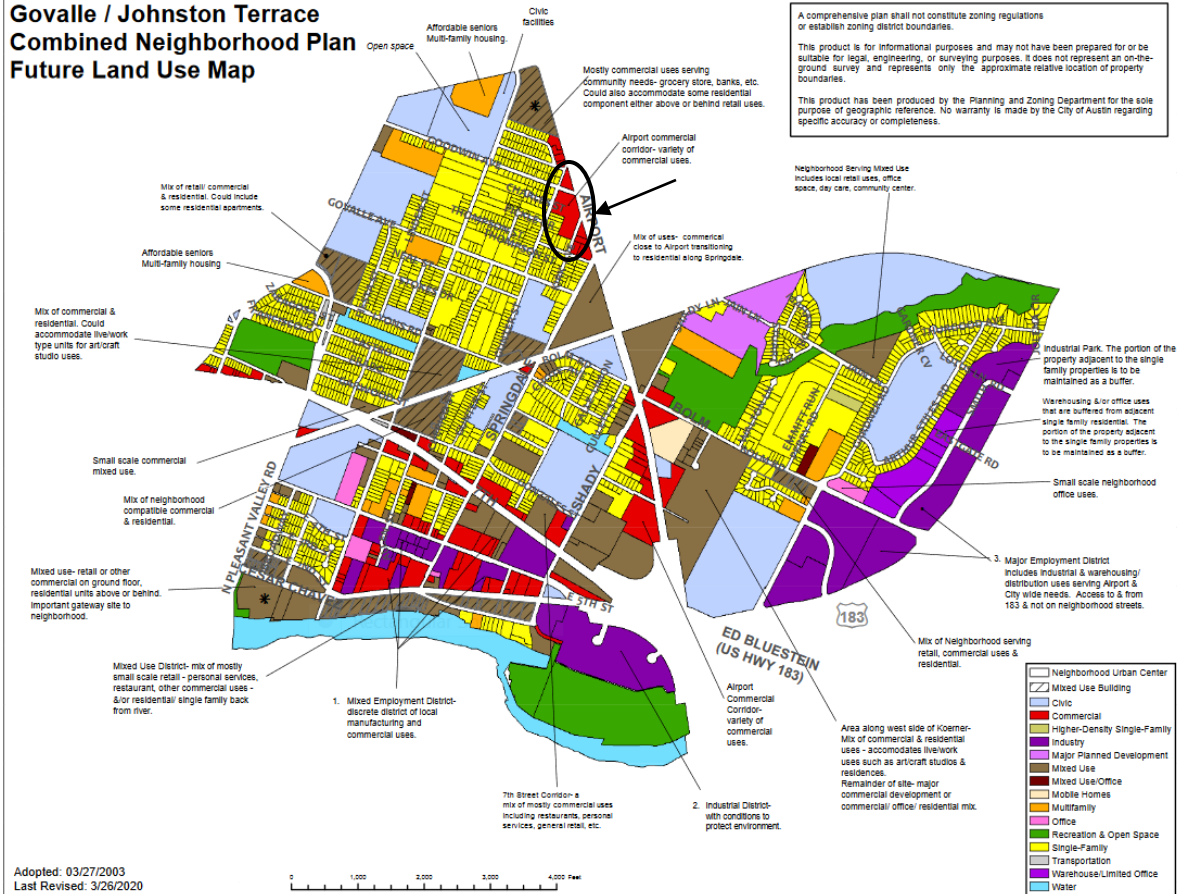 Govalle / Johnston Terrace
Combined Neighborhood Plan
Future Land Use Map
A comprehensive plan shall not constitute zoning regulations
or establish zoning district boundaries.
This product is for informational purposes and may not have been prepared for or be
suitable for legal, engineering, or surveying purposes. It does not represent an on-the-
ground survey and represents only the approximate relative location of property
boundaries.
This product has been produced by the Planning and Zoning Department for the sole
purpose of geographic reference. No warranty is made by the City of Austin regarding
specific accuracy or completeness.
Open space
Affordable seniors
Multi-family housing.
Civic
facilities
Mostly commercial uses serving
community needs- grocery store, banks, etc.
Could also accommodate some residential
component either above or behind retail uses.
Airport commercial
corridor- variety of
commercial uses.
Neighborhood Serving Mixed Use
includes local retail uses, office
space, day care, community center.
Mix of retail/ commercial
& residential. Could include
some residential apartments.
Mix of uses- commerical
close to Airport transitioning
to residential along Springdale.
Affordable seniors
Multi-family housing
Mix of commercial &
residential. Could
accommodate live/work
type units for art/craft
studio uses.
Industrial Park. The portion of the
property adjacent to the single
family properties is to be
maintained as a buffer.
Warehousing &/or office uses
that are buffered from adjacent
single family residential. The
portion of the property adjacent
to the single family properties is
to be maintained as a buffer.
Small scale commercial
mixed use.
Small scale neighborhood
office uses.
Mix of neighborhood
compatible commercial
& residential.
Mixed use- retail or other
commercial on ground floor,
residential units above or behind.
Important gateway site to
neighborhood.
3. Major Employment District
includes industrial & warehousing/
distribution uses serving Airport &
City wide needs. Access to & from
183 & not on neighborhood streets.
Mix of Neighborhood serving
retail, commercial uses &
residential.
Mixed Use District- mix of mostly
small scale retail - personal services,
restaurant, other commercial uses -
&/or residential/ single family back
from river.
1. Mixed Employment District-
discrete district of local
manufacturing and
commercial uses.
Airport
Commercial
Corridor-
variety of
commercial
uses.
Area along west side of Koerner-
Mix of commercial & residential
uses - accomodates live/work
uses such as art/craft studios &
residences.
Remainder of site- major
commercial development or
commercial/ office/ residential mix.
7th Street Corridor- a
mix of mostly commercial uses
including restaurants, personal
services, general retail, etc.
2. Industrial District-
with conditions to
protect environment.
GOODWIN AVE
GOVALLE AVE
AIRPORT
SPRINGDALE
BOLM
SHADY
N PLEASANT VALLEY RD
CESAR CHAVEZ
E 5TH ST
ED BLUESTEIN
(US HWY 183)
183
Neighborhood Urban Center
Mixed Use Building
Civic
Commercial
Higher-Density Single-Family
Industry
Major Planned Development
Mixed Use
Mixed Use/Office
Mobile Homes
Multifamily
Office
Recreation & Open Space
Single-Family
Transportation
Warehouse/Limited Office
Water
Adopted: 03/27/2003
Last Revised: 3/26/2020
0 1,000 2,000 3,000 4,000 Feet